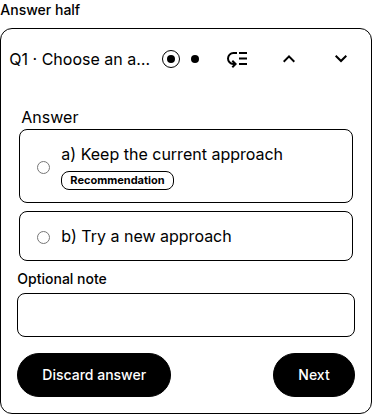 Answer half
Q1 · Choose an a...
Answer
a) Keep the current approach
Recommendation
b) Try a new approach
Optional note
Discard answer
Next